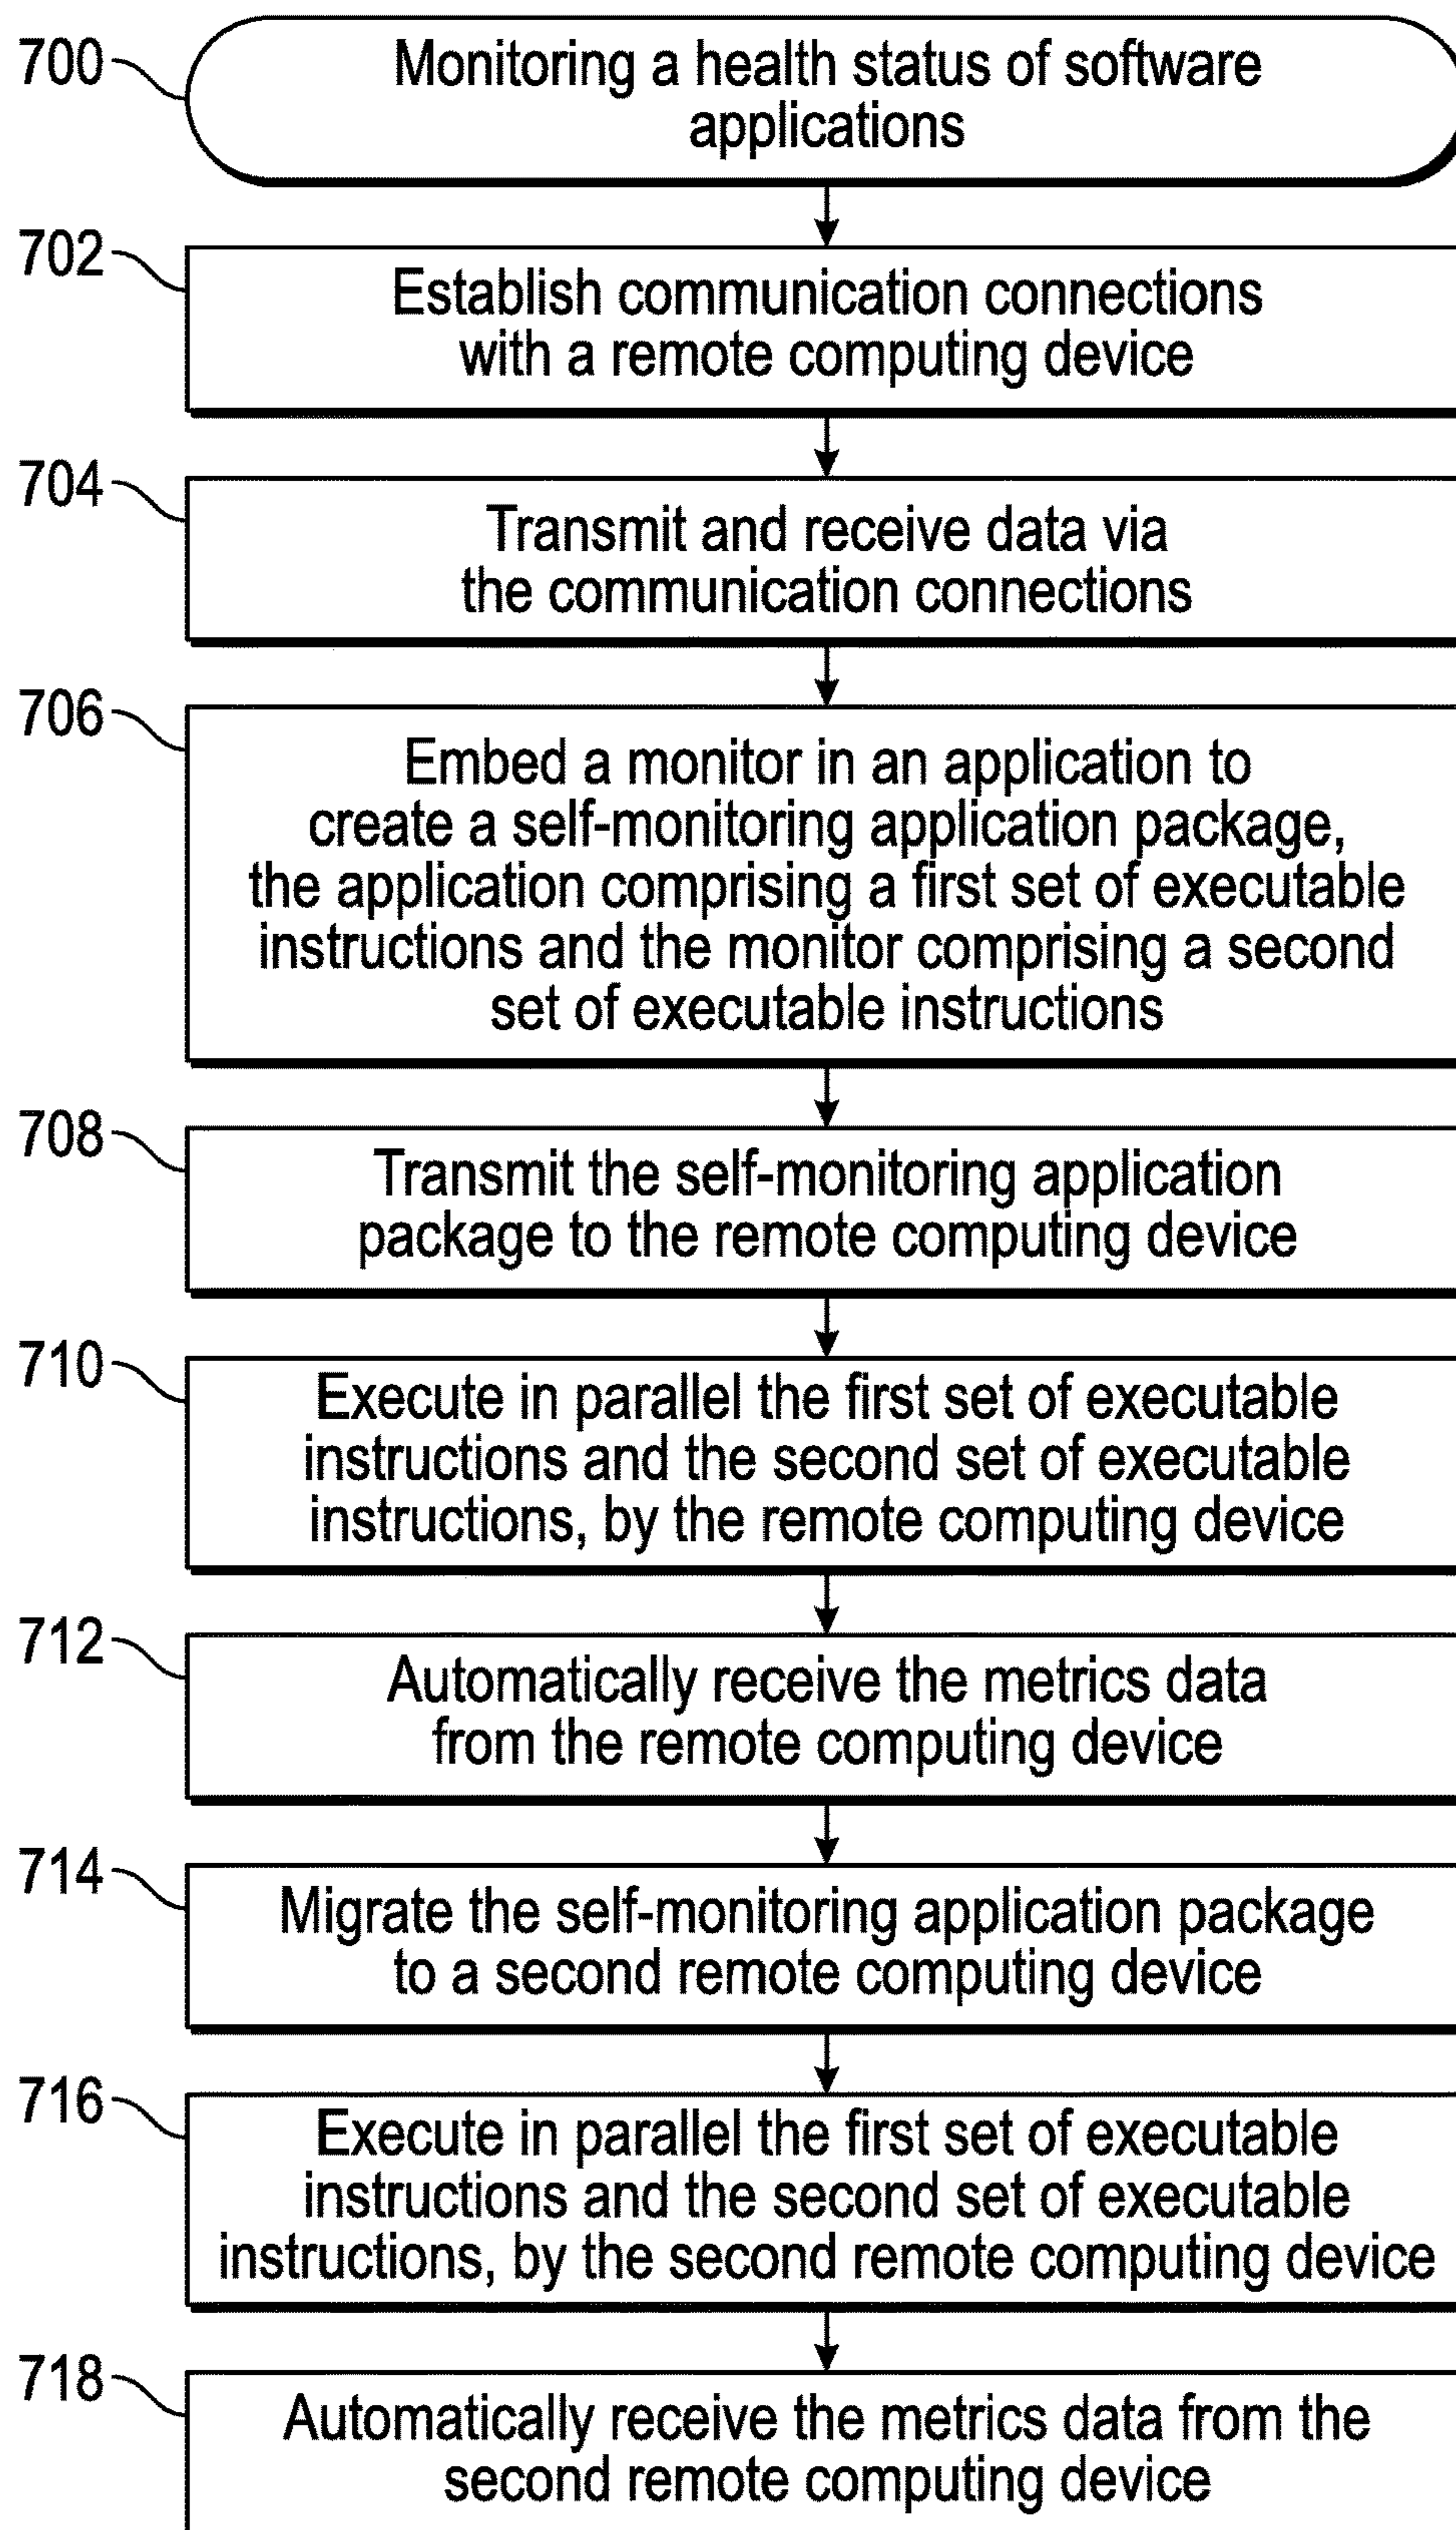 700
Monitoring a health status of software
applications
702
Establish communication connections
with a remote computing device
704
Transmit and receive data via
the communication connections
706
Embed a monitor in an application to
create a self-monitoring application package,
the application comprising a first set of executable
instructions and the monitor comprising a second
set of executable instructions
708
Transmit the self-monitoring application
package to the remote computing device
710
Execute in parallel the first set of executable
instructions and the second set of executable
instructions, by the remote computing device
712
Automatically receive the metrics data
from the remote computing device
714
Migrate the self-monitoring application package
to a second remote computing device
716
Execute in parallel the first set of executable
instructions and the second set of executable
instructions, by the second remote computing device
718
Automatically receive the metrics data from the
second remote computing device